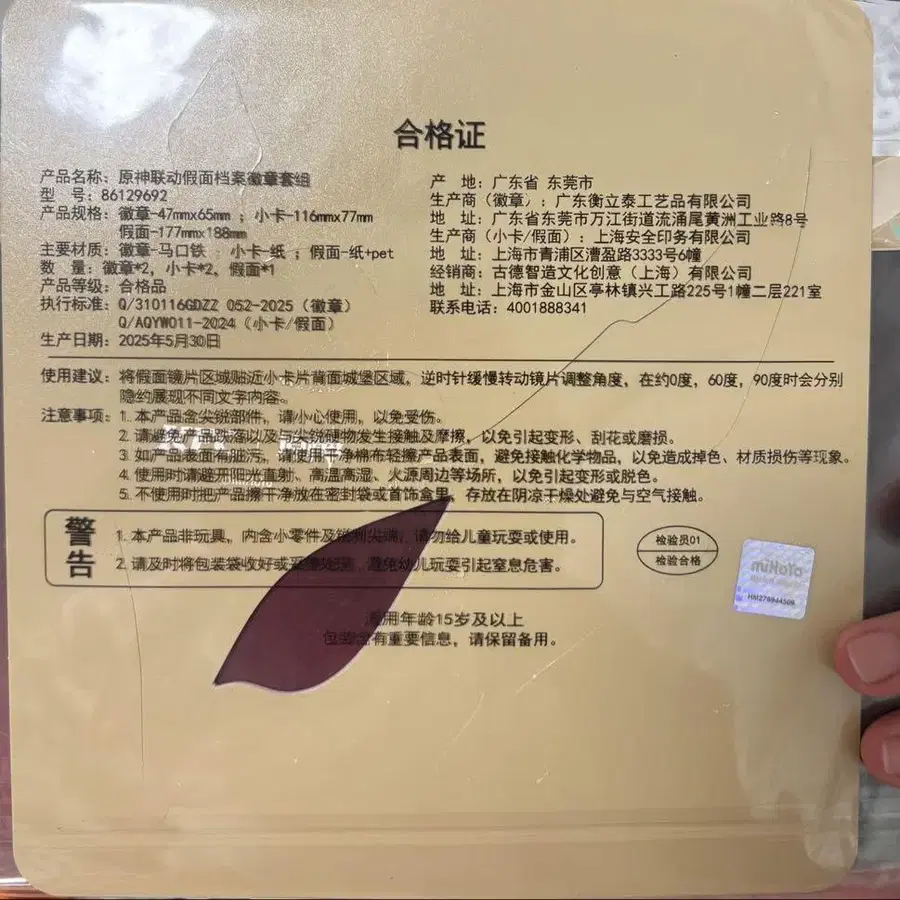 合格证
产品名称：原神联动假面档案徽章套组
型　号：86129692
产品规格：徽章-47mmx65mm ；小卡-116mmx77mm
假面-177mmx188mm
主要材质：徽章-马口铁 ；小卡-纸 ；假面-纸+pet
数　量：徽章*2，小卡*2，假面*1
产品等级：合格品
执行标准：Q/310116GDZZ 052-2025（徽章）
Q/AQYW011-2024（小卡/假面）
生产日期：2025年5月30日
产　地：广东省 东莞市
生产商（徽章）：广东衡立泰工艺品有限公司
地　址：广东省东莞市万江街道流涌尾黄洲工业路8号
生产商（小卡/假面）：上海安全印务有限公司
地　址：上海市青浦区漕盈路3333号6幢
经销商：古德智造文化创意（上海）有限公司
地　址：上海市金山区亭林镇兴工路225号1幢二层221室
联系电话：4001888341
使用建议：将假面镜片区域贴近小卡片背面城堡区域，逆时针缓慢转动镜片调整角度，在约0度，60度，90度时会分别
隐约展现不同文字内容。
注意事项：1. 本产品含尖锐部件，请小心使用，以免受伤。
2. 请避免产品跌落以及与尖锐硬物发生接触及摩擦，以免引起变形、刮花或磨损。
3. 如产品表面有脏污，请使用干净棉布轻擦产品表面，避免接触化学物品，以免造成掉色、材质损伤等现象。
4. 使用时请避开阳光直射、高温高湿、火源周边等场所，以免引起变形或脱色。
5. 不使用时把产品擦干净放在密封袋或首饰盒里，存放在阴凉干燥处避免与空气接触。
警告
1. 本产品非玩具，内含小零件及锐利尖端，请勿给儿童玩耍或使用。
2. 请及时将包装袋收好或妥善处理，避免幼儿玩耍引起窒息危害。
检验员01
检验合格
miHoYo
适用年龄15岁及以上
包装含有重要信息，请保留备用。